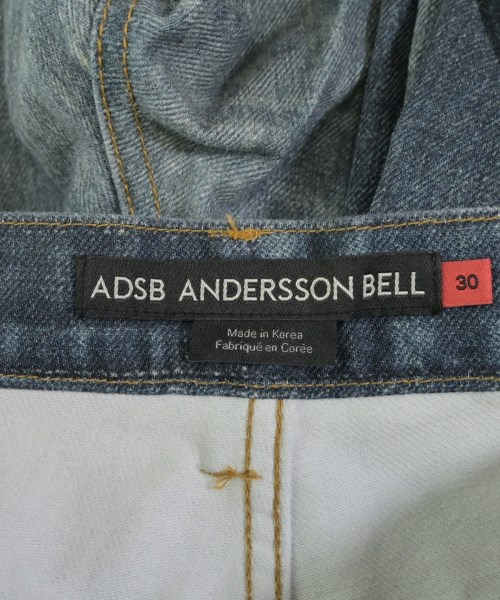 ADSB ANDERSSON BELL 30
Made in Korea
Fabriqué en Corée